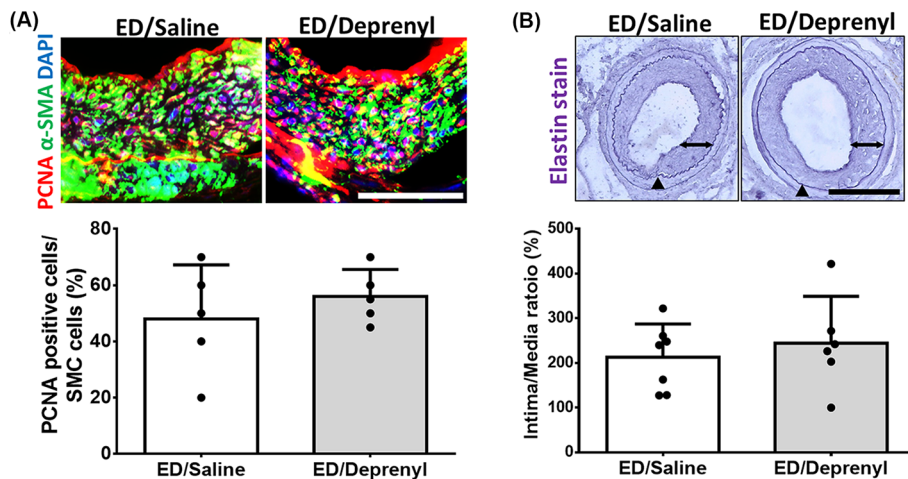 (A)
ED/Saline
ED/Deprenyl
PCNA α-SMA DAPI
PCNA positive cells/
SMC cells (%)
80
60
40
20
0
ED/Saline
ED/Deprenyl
(B)
ED/Saline
ED/Deprenyl
Elastin stain
Intima/Media ratoio (%)
500
400
300
200
100
0
ED/Saline
ED/Deprenyl